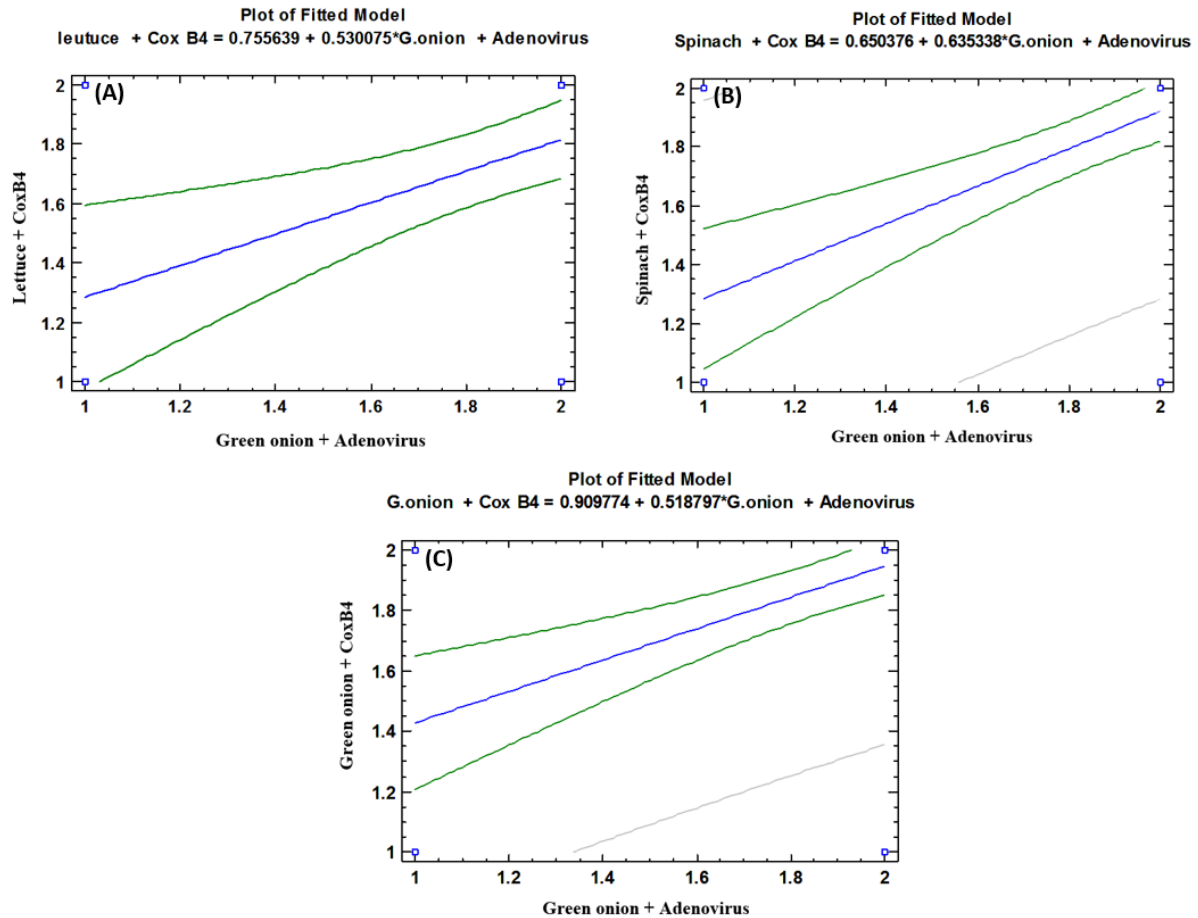 Plot of Fitted Model
leutuce + Cox B4 = 0.755639 + 0.530075*G.onion + Adenovirus
(A)
Lettuce + CoxB4
2
1.8
1.6
1.4
1.2
1
1 1.2 1.4 1.6 1.8 2
Green onion + Adenovirus
Plot of Fitted Model
Spinach + Cox B4 = 0.650376 + 0.635338*G.onion + Adenovirus
(B)
Spinach + CoxB4
2
1.8
1.6
1.4
1.2
1
1 1.2 1.4 1.6 1.8 2
Green onion + Adenovirus
Plot of Fitted Model
G.onion + Cox B4 = 0.909774 + 0.518797*G.onion + Adenovirus
(C)
Green onion + CoxB4
2
1.8
1.6
1.4
1.2
1
1 1.2 1.4 1.6 1.8 2
Green onion + Adenovirus